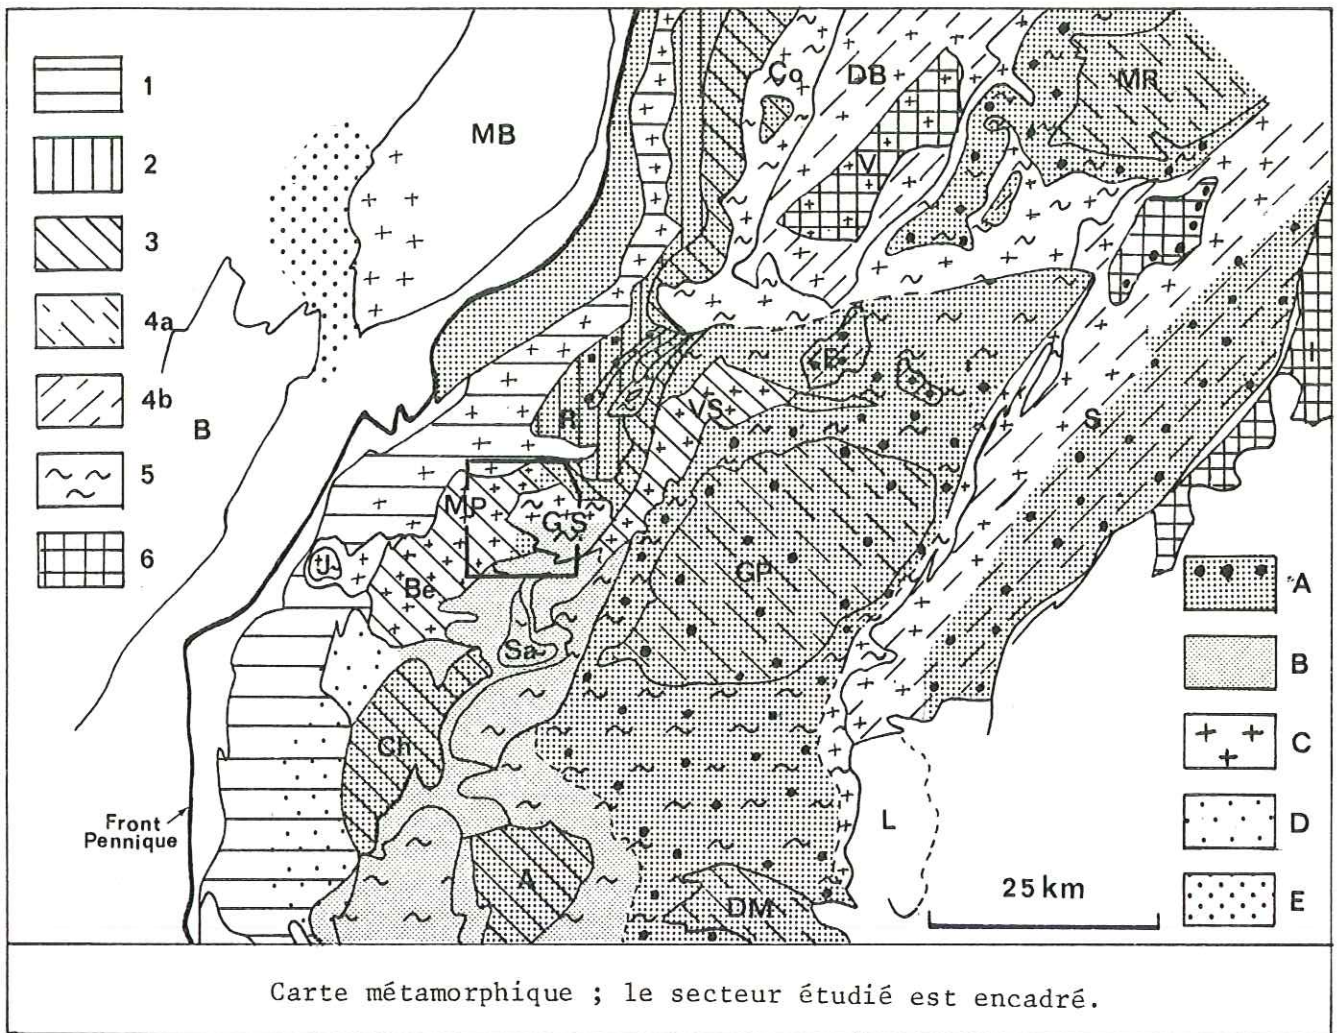 1
2
3
4a
4b
5
6
MB
B
Co
DB
MR
V
I
R
VS
S
MP
GS
GP
U
Be
Sa
Ch
A
DM
L
Front
Pennique
25 km
A
B
C
D
E
Carte métamorphique ; le secteur étudié est encadré.